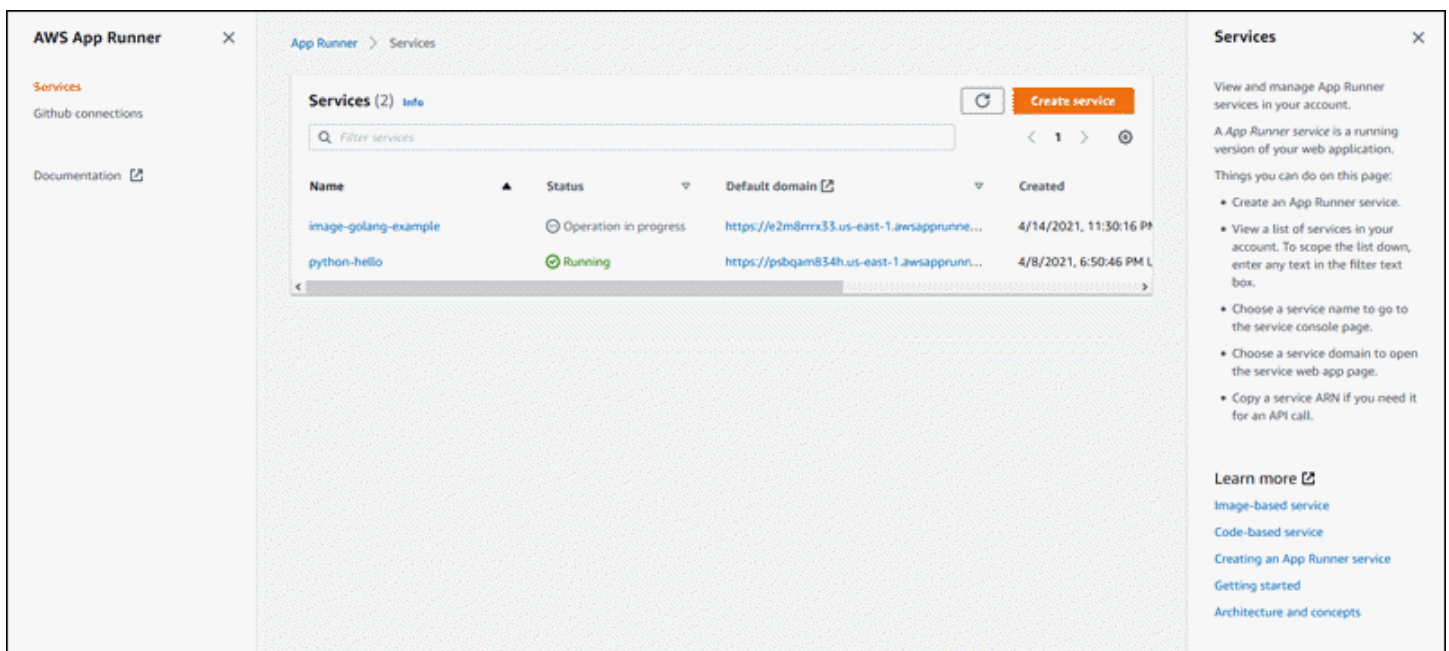 AWS App Runner
Services
Github connections
Documentation
App Runner > Services
Services (2) Info
Create service
Filter services
< 1 >
Name Status Default domain Created
image-golang-example Operation in progress https://e2m8rrrx33.us-east-1.awsapprunne... 4/14/2021, 11:30:16 PM
python-hello Running https://psbqam834h.us-east-1.awsapprunn... 4/8/2021, 6:50:46 PM U
Services
View and manage App Runner
services in your account.
A App Runner service is a running
version of your web application.
Things you can do on this page:
• Create an App Runner service.
• View a list of services in your
account. To scope the list down,
enter any text in the filter text
box.
• Choose a service name to go to
the service console page.
• Choose a service domain to open
the service web app page.
• Copy a service ARN if you need it
for an API call.
Learn more
Image-based service
Code-based service
Creating an App Runner service
Getting started
Architecture and concepts